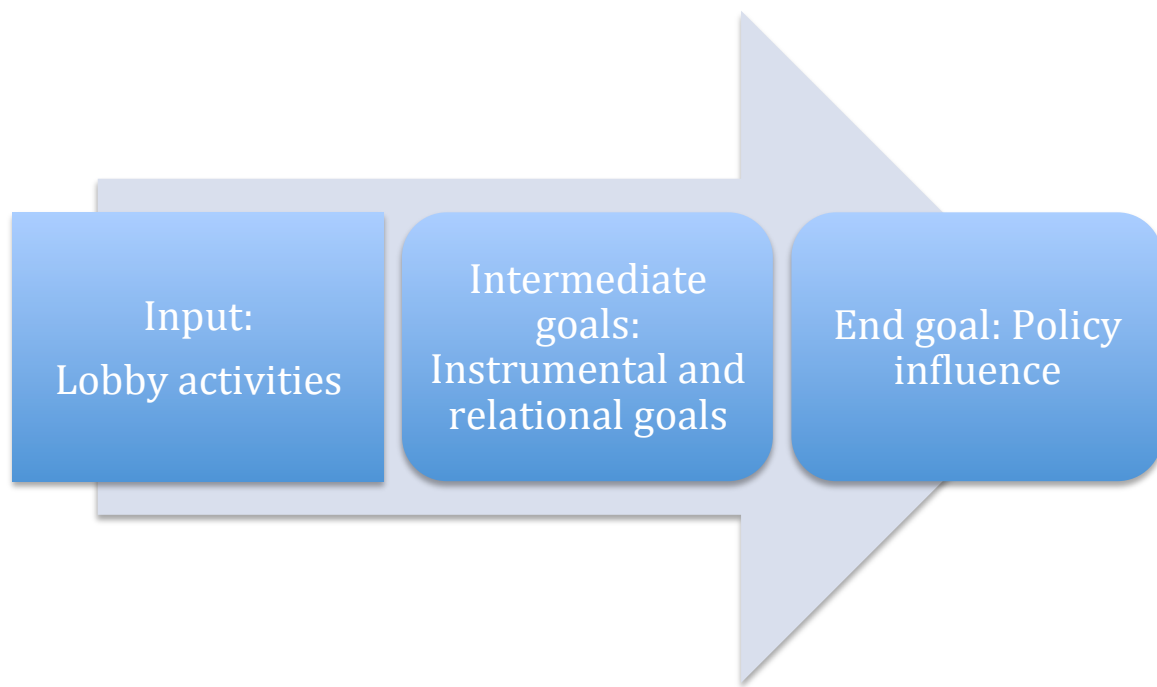 Input:
Lobby activities
Intermediate
goals:
Instrumental and
relational goals
End goal: Policy
influence